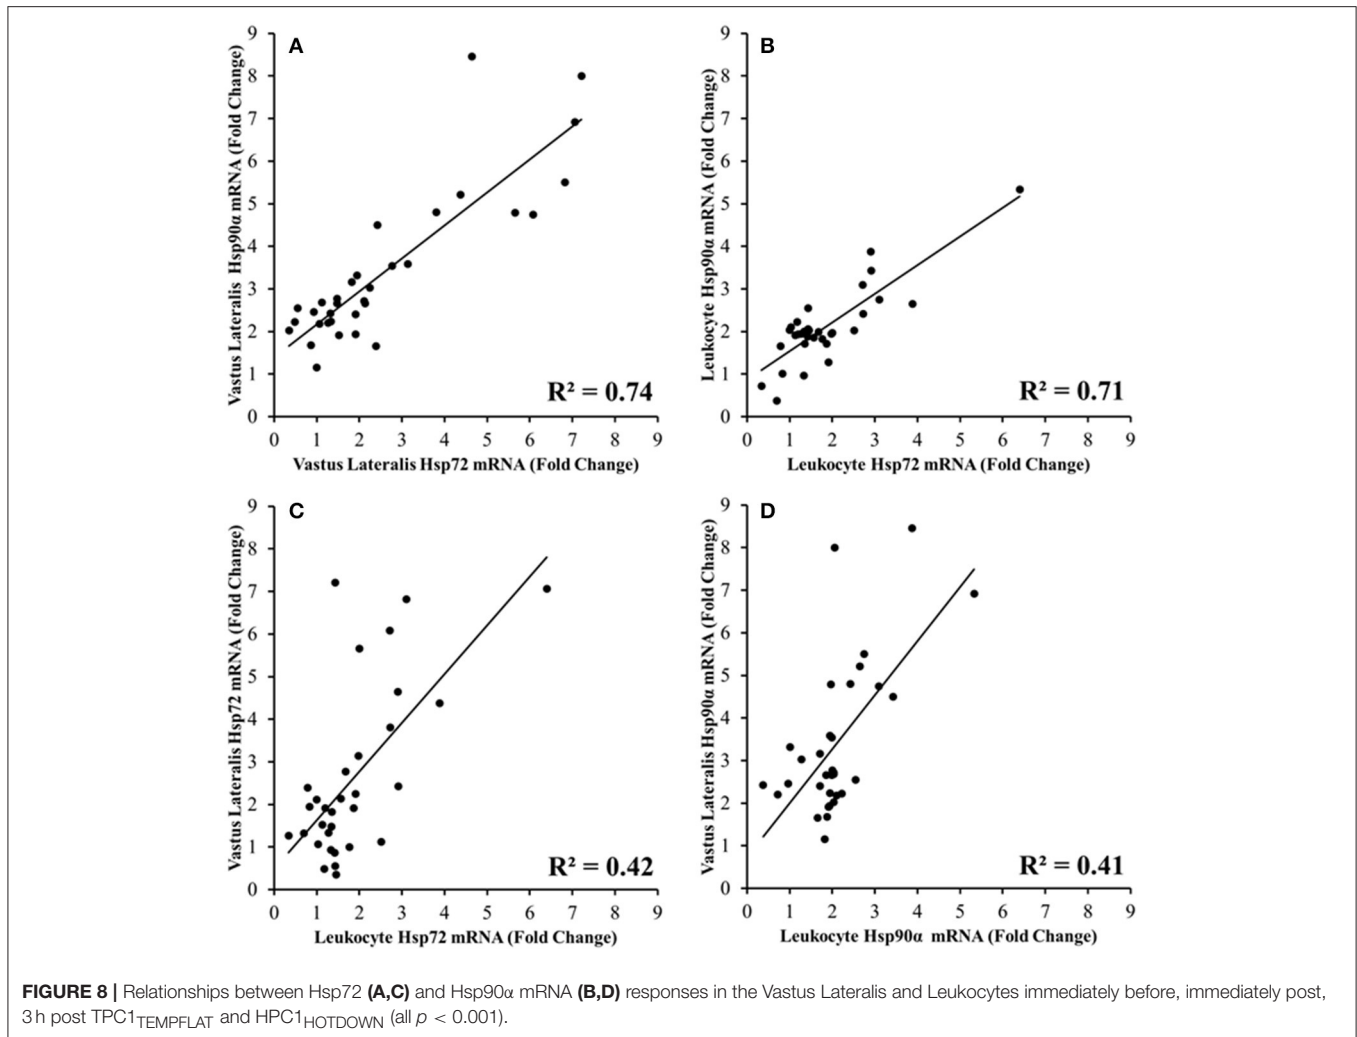 A
9
8
7
6
5
4
3
2
1
0
Vastus Lateralis Hsp90α mRNA (Fold Change)
R² = 0.74
0 1 2 3 4 5 6 7 8 9
Vastus Lateralis Hsp72 mRNA (Fold Change)
B
9
8
7
6
5
4
3
2
1
0
Leukocyte Hsp90α mRNA (Fold Change)
R² = 0.71
0 1 2 3 4 5 6 7 8 9
Leukocyte Hsp72 mRNA (Fold Change)
C
9
8
7
6
5
4
3
2
1
0
Vastus Lateralis Hsp72 mRNA (Fold Change)
R² = 0.42
0 1 2 3 4 5 6 7 8 9
Leukocyte Hsp72 mRNA (Fold Change)
D
9
8
7
6
5
4
3
2
1
0
Vastus Lateralis Hsp90α mRNA (Fold Change)
R² = 0.41
0 1 2 3 4 5 6 7 8 9
Leukocyte Hsp90α mRNA (Fold Change)
FIGURE 8 | Relationships between Hsp72 (A,C) and Hsp90α mRNA (B,D) responses in the Vastus Lateralis and Leukocytes immediately before, immediately post,
3 h post TPC1TEMPFLAT and HPC1HOTDOWN (all p < 0.001).